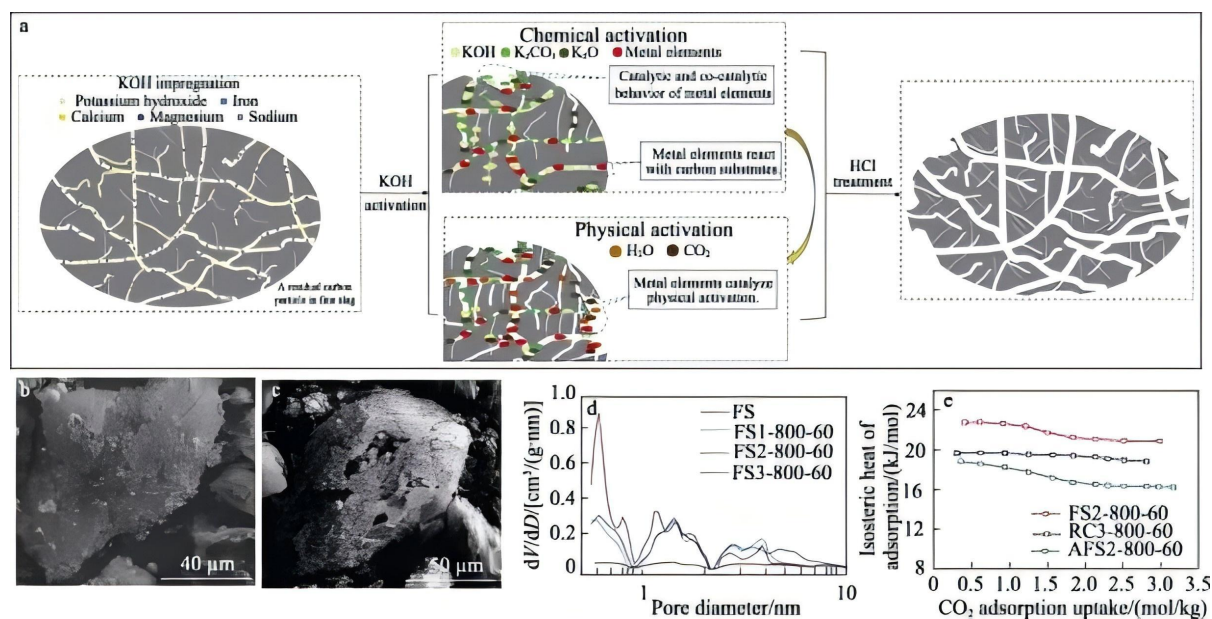 a
KOH impregnation
Potassium hydroxide Iron
Calcium Magnesium Sodium
A residual carbon
particle in fine slag
KOH
activation
Chemical activation
KOH K₂CO₃ K₂O Metal elements
Catalytic and co-catalytic
behavior of metal elements
Metal elements react
with carbon substrates.
Physical activation
H₂O CO₂
Metal elements catalyze
physical activation.
HCl
treatment
b
40 μm
c
50 μm
d
dV/dD/[cm³/(g·nm)]
1.0
0.8
0.6
0.4
0.2
0
FS
FS1-800-60
FS2-800-60
FS3-800-60
1 10
Pore diameter/nm
e
Isosteric heat of
adsorption/(kJ/mol)
24
20
16
12
9
FS2-800-60
RC3-800-60
AFS2-800-60
0 0.5 1.0 1.5 2.0 2.5 3.0 3.5
CO₂ adsorption uptake/(mol/kg)